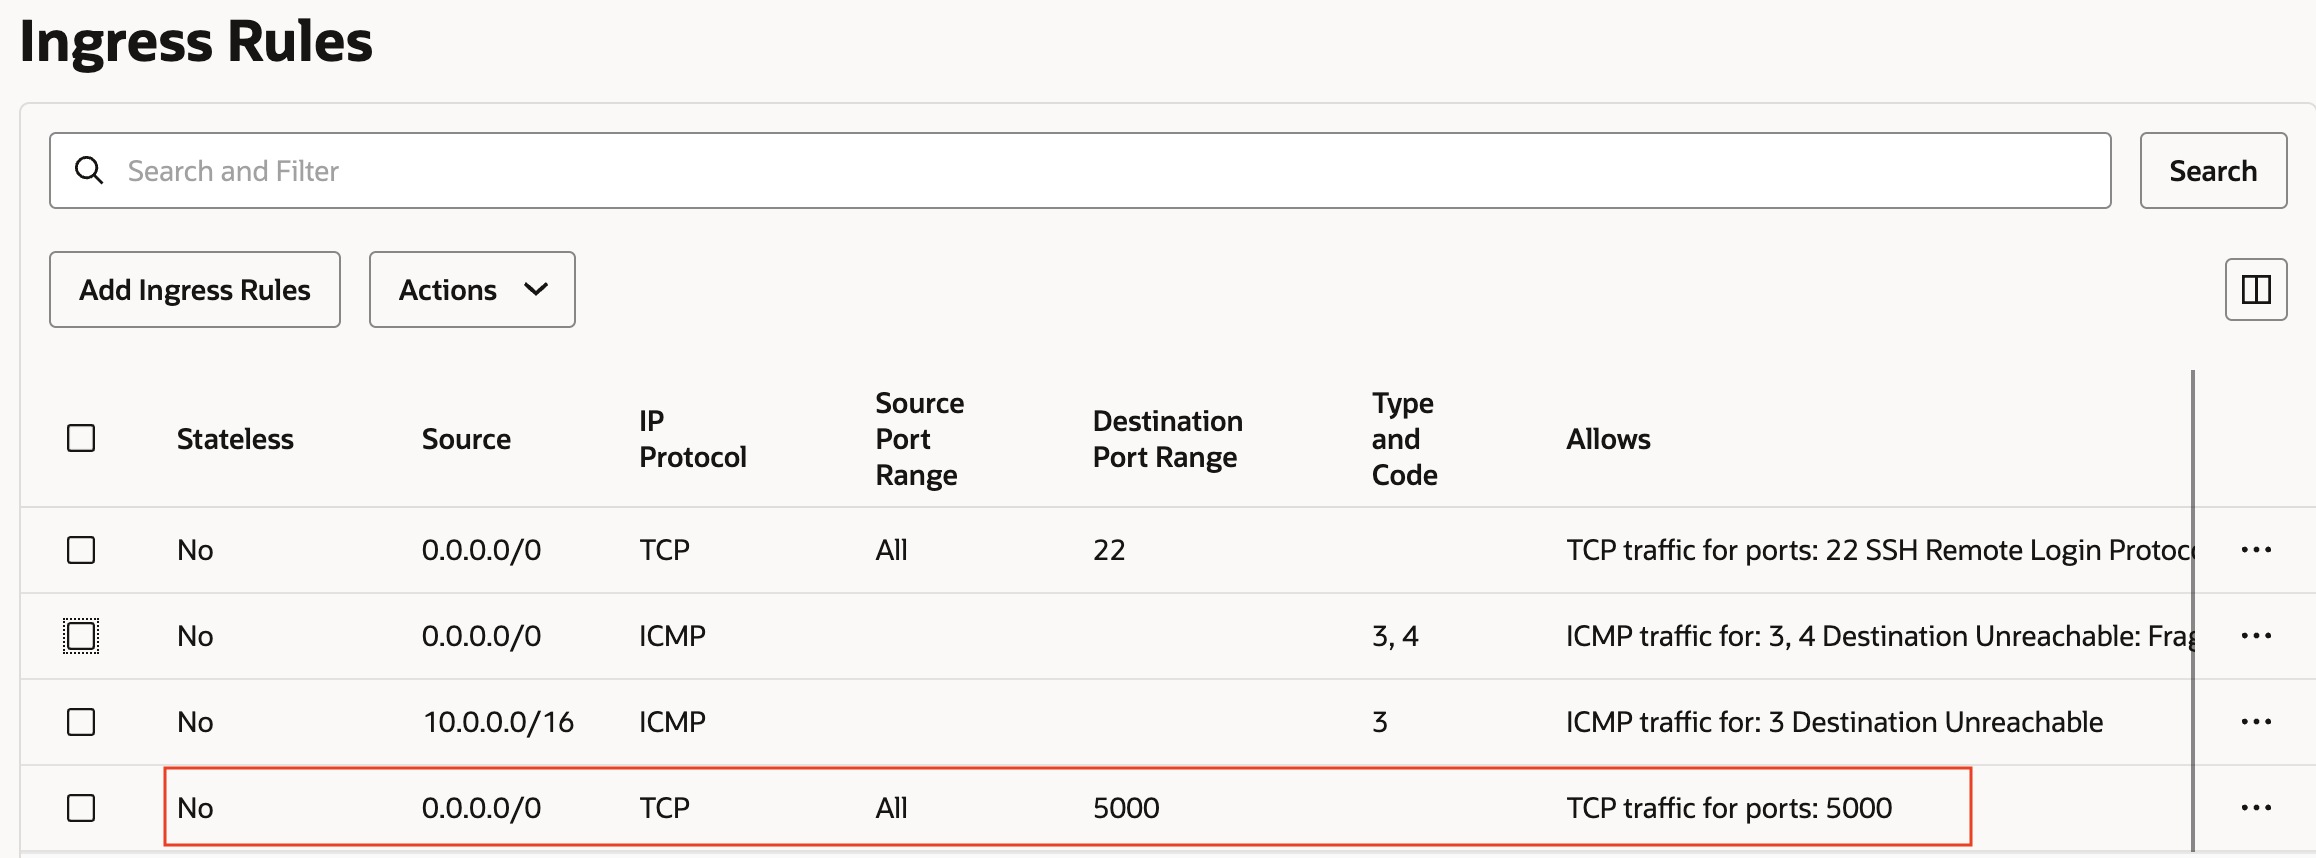 Ingress Rules
Search and Filter
Search
Add Ingress Rules
Actions
Stateless
Source
IP
Protocol
Source
Port
Range
Destination
Port Range
Type
and
Code
Allows
No 0.0.0.0/0 TCP All 22 TCP traffic for ports: 22 SSH Remote Login
No 0.0.0.0/0 ICMP 3, 4 ICMP traffic for: 3, 4 Destination Unreachable:
No 10.0.0.0/16 ICMP 3 ICMP traffic for: 3 Destination Unreachable
No 0.0.0.0/0 TCP All 5000 TCP traffic for ports: 5000